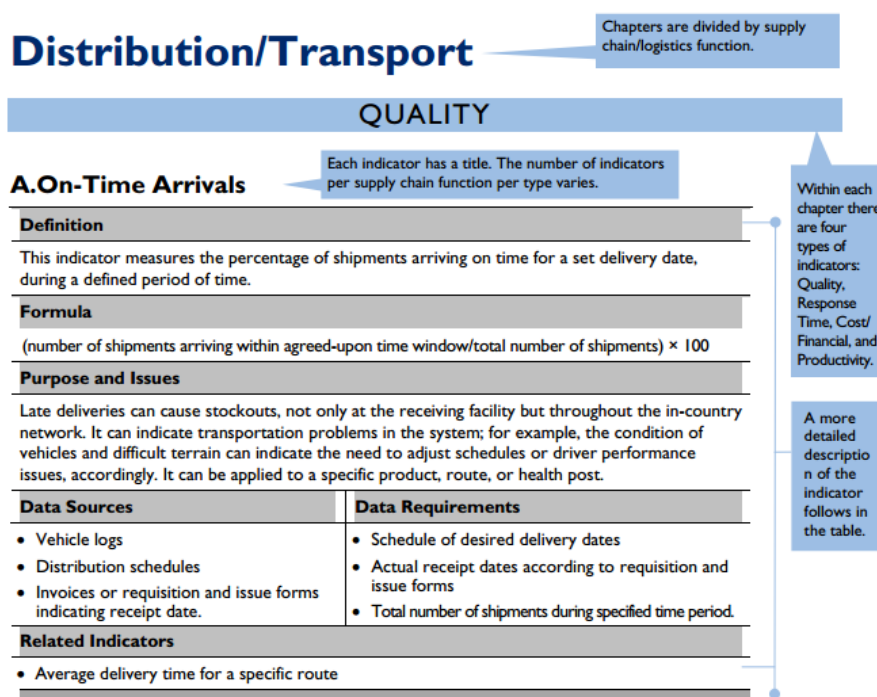 Distribution/Transport
Chapters are divided by supply
chain/logistics function.
QUALITY
A.On-Time Arrivals
Each indicator has a title. The number of indicators
per supply chain function per type varies.
Within each
chapter there
are four
types of
indicators:
Quality,
Response
Time, Cost/
Financial, and
Productivity.
Definition
This indicator measures the percentage of shipments arriving on time for a set delivery date,
during a defined period of time.
Formula
(number of shipments arriving within agreed-upon time window/total number of shipments) × 100
Purpose and Issues
Late deliveries can cause stockouts, not only at the receiving facility but throughout the in-country
network. It can indicate transportation problems in the system; for example, the condition of
vehicles and difficult terrain can indicate the need to adjust schedules or driver performance
issues, accordingly. It can be applied to a specific product, route, or health post.
A more
detailed
descriptio
n of the
indicator
follows in
the table.
Data Sources
• Vehicle logs
• Distribution schedules
• Invoices or requisition and issue forms
indicating receipt date.
Data Requirements
• Schedule of desired delivery dates
• Actual receipt dates according to requisition and
issue forms
• Total number of shipments during specified time period.
Related Indicators
• Average delivery time for a specific route